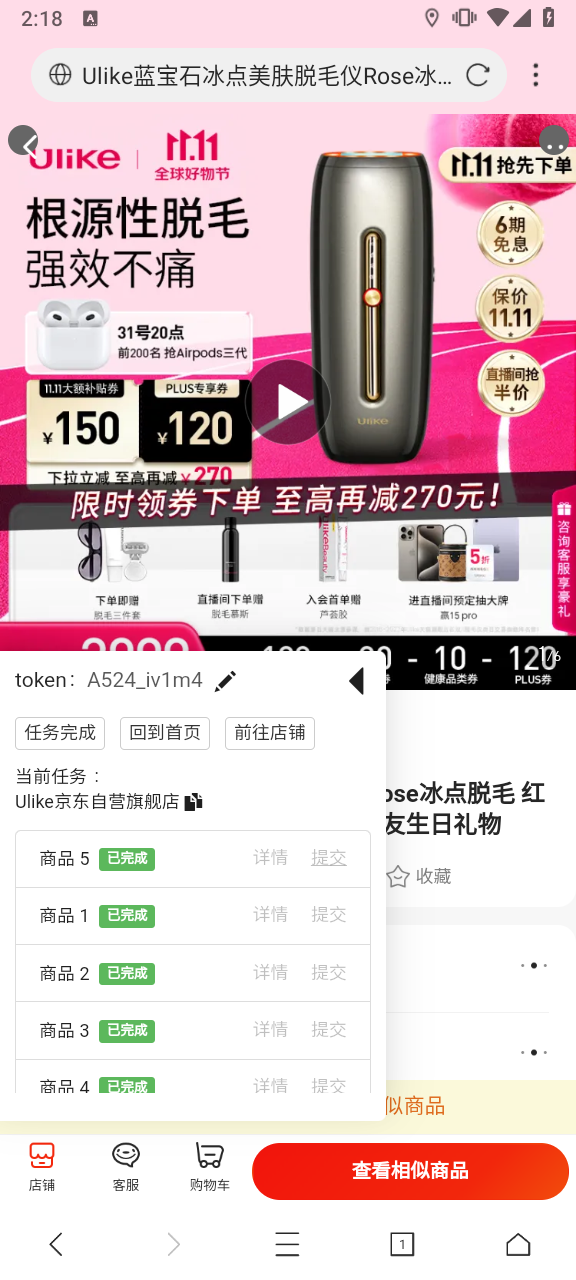 2:18
A
Ulike蓝宝石冰点美肤脱毛仪Rose冰...
Ulike
11.11
全球好物节
11.11 抢先下单
根源性脱毛
强效不痛
6期
免息
保价
11.11
直播间抢
半价
31号20点
前200名 抢Airpods三代
11.11大额补贴券
PLUS专享券
¥150
¥120
下拉立减 至高再减¥270
Ulike
限时领券下单 至高再减270元!
咨询客服享豪礼
5折
下单即赠
脱毛三件套
直播间下单赠
脱毛慕斯
入会首单赠
芦荟胶
进直播间预定抽大牌
赢15 pro
- 10 - 120
健康品类券
PLUS券
1/6
token: A524_iv1m4
任务完成
回到首页
前往店铺
当前任务：
Ulike京东自营旗舰店
商品 5 已完成 详情 提交
商品 1 已完成 详情 提交
商品 2 已完成 详情 提交
商品 3 已完成 详情 提交
商品 4 已完成 详情 提交
ose冰点脱毛 红
友生日礼物
收藏
似商品
店铺
客服
购物车
查看相似商品
1